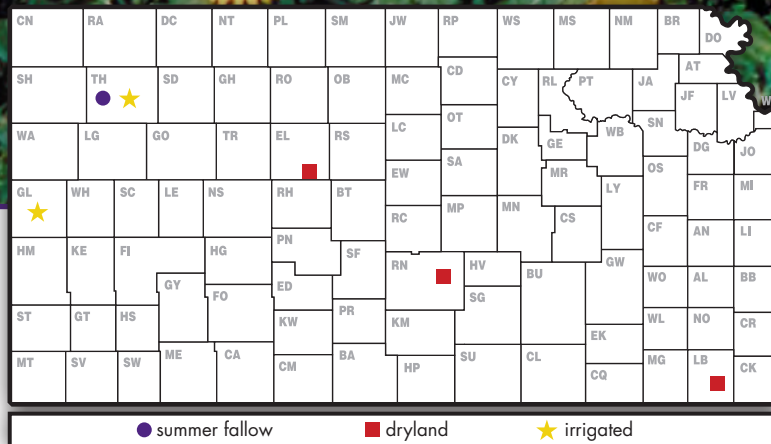 CN RA DC NT PL SM JW RP WS MS NM BR DO
SH TH SD GH RO OB MC CD CY RL PT JA AT
JF LV W
WA LG GO TR EL RS LC OT DK GE WB SN DG JO
EW SA MR OS
GL WH SC LE NS RH BT RC MP MN CS LY FR MI
HM KE FI HG PN SF RN HV BU GW CF AN LI
GY FO ED SG WO AL BB
ST GT HS KW PR KM EK WL NO CR
MT SV SW ME CA CM BA HP SU CL CQ MG LB CK
summer fallow dryland irrigated